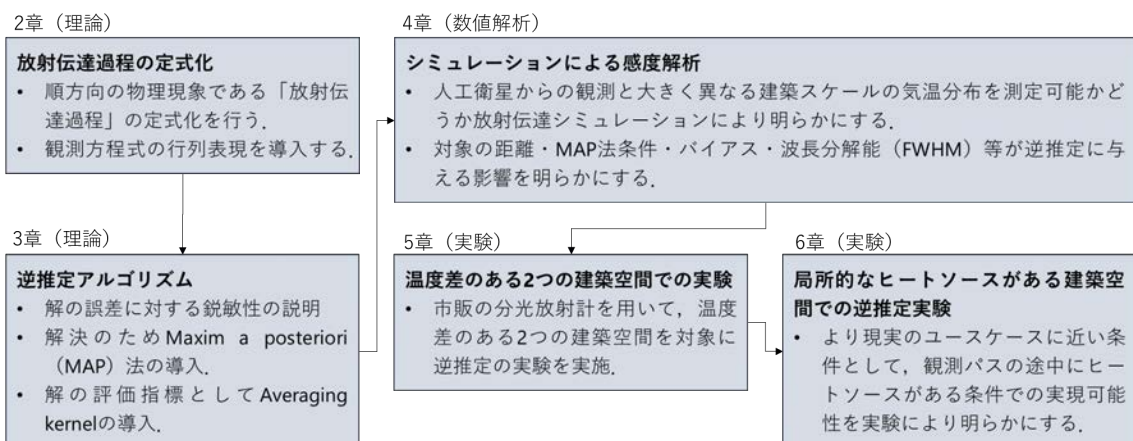 2章（理論）
放射伝達過程の定式化
• 順方向の物理現象である「放射伝
達過程」の定式化を行う．
• 観測方程式の行列表現を導入する．
3章（理論）
逆推定アルゴリズム
• 解の誤差に対する鋭敏性の説明
• 解決のためMaxim a posteriori
（MAP）法の導入．
• 解の評価指標としてAveraging
kernelの導入．
4章（数値解析）
シミュレーションによる感度解析
• 人工衛星からの観測と大きく異なる建築スケールの気温分布を測定可能かど
うか放射伝達シミュレーションにより明らかにする．
• 対象の距離・MAP法条件・バイアス・波長分解能（FWHM）等が逆推定に与
える影響を明らかにする．
5章（実験）
温度差のある2つの建築空間での実験
• 市販の分光放射計を用いて，温度
差のある2つの建築空間を対象に
逆推定の実験を実施．
6章（実験）
局所的なヒートソースがある建築空
間での逆推定実験
• より現実のユースケースに近い条
件として，観測パスの途中にヒー
トソースがある条件での実現可能
性を実験により明らかにする．